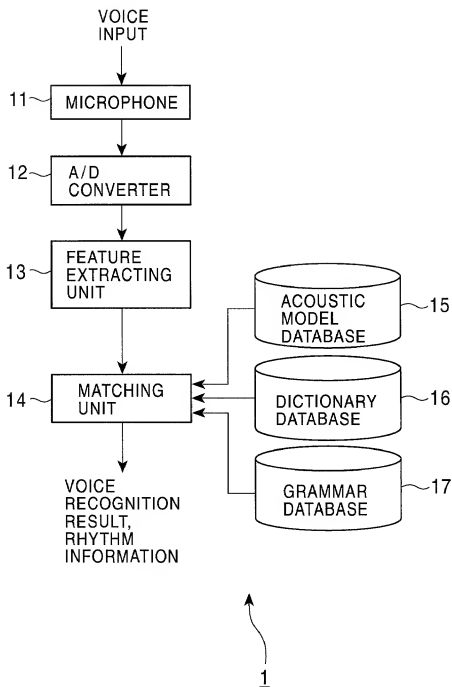 VOICE
INPUT
11
MICROPHONE
12
A/D
CONVERTER
13
FEATURE
EXTRACTING
UNIT
ACOUSTIC
MODEL
DATABASE
15
14
MATCHING
UNIT
DICTIONARY
DATABASE
16
GRAMMAR
DATABASE
17
VOICE
RECOGNITION
RESULT,
RHYTHM
INFORMATION
1